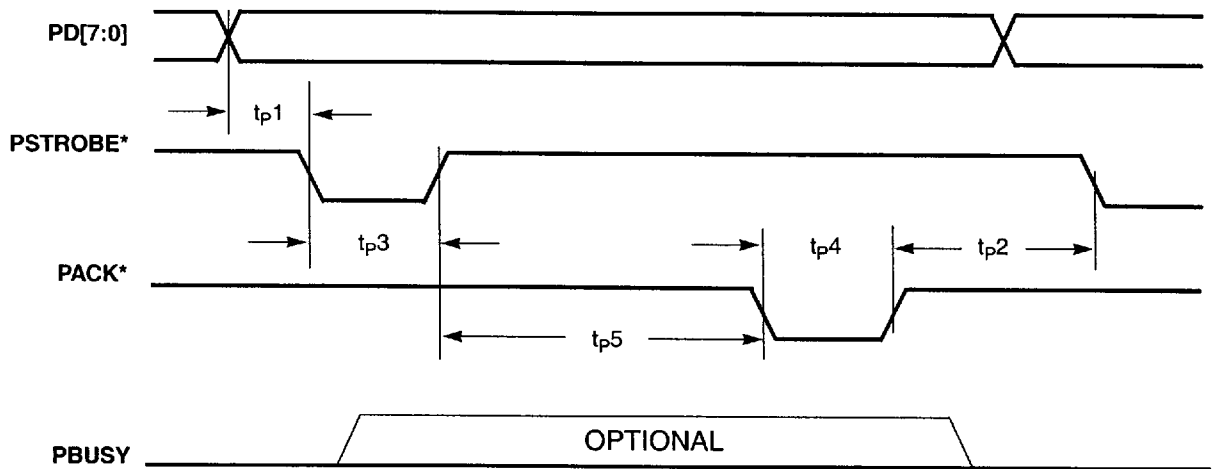 PD[7:0]
tP1
PSTROBE*
tP3
tP4
tP2
PACK*
tP5
OPTIONAL
PBUSY